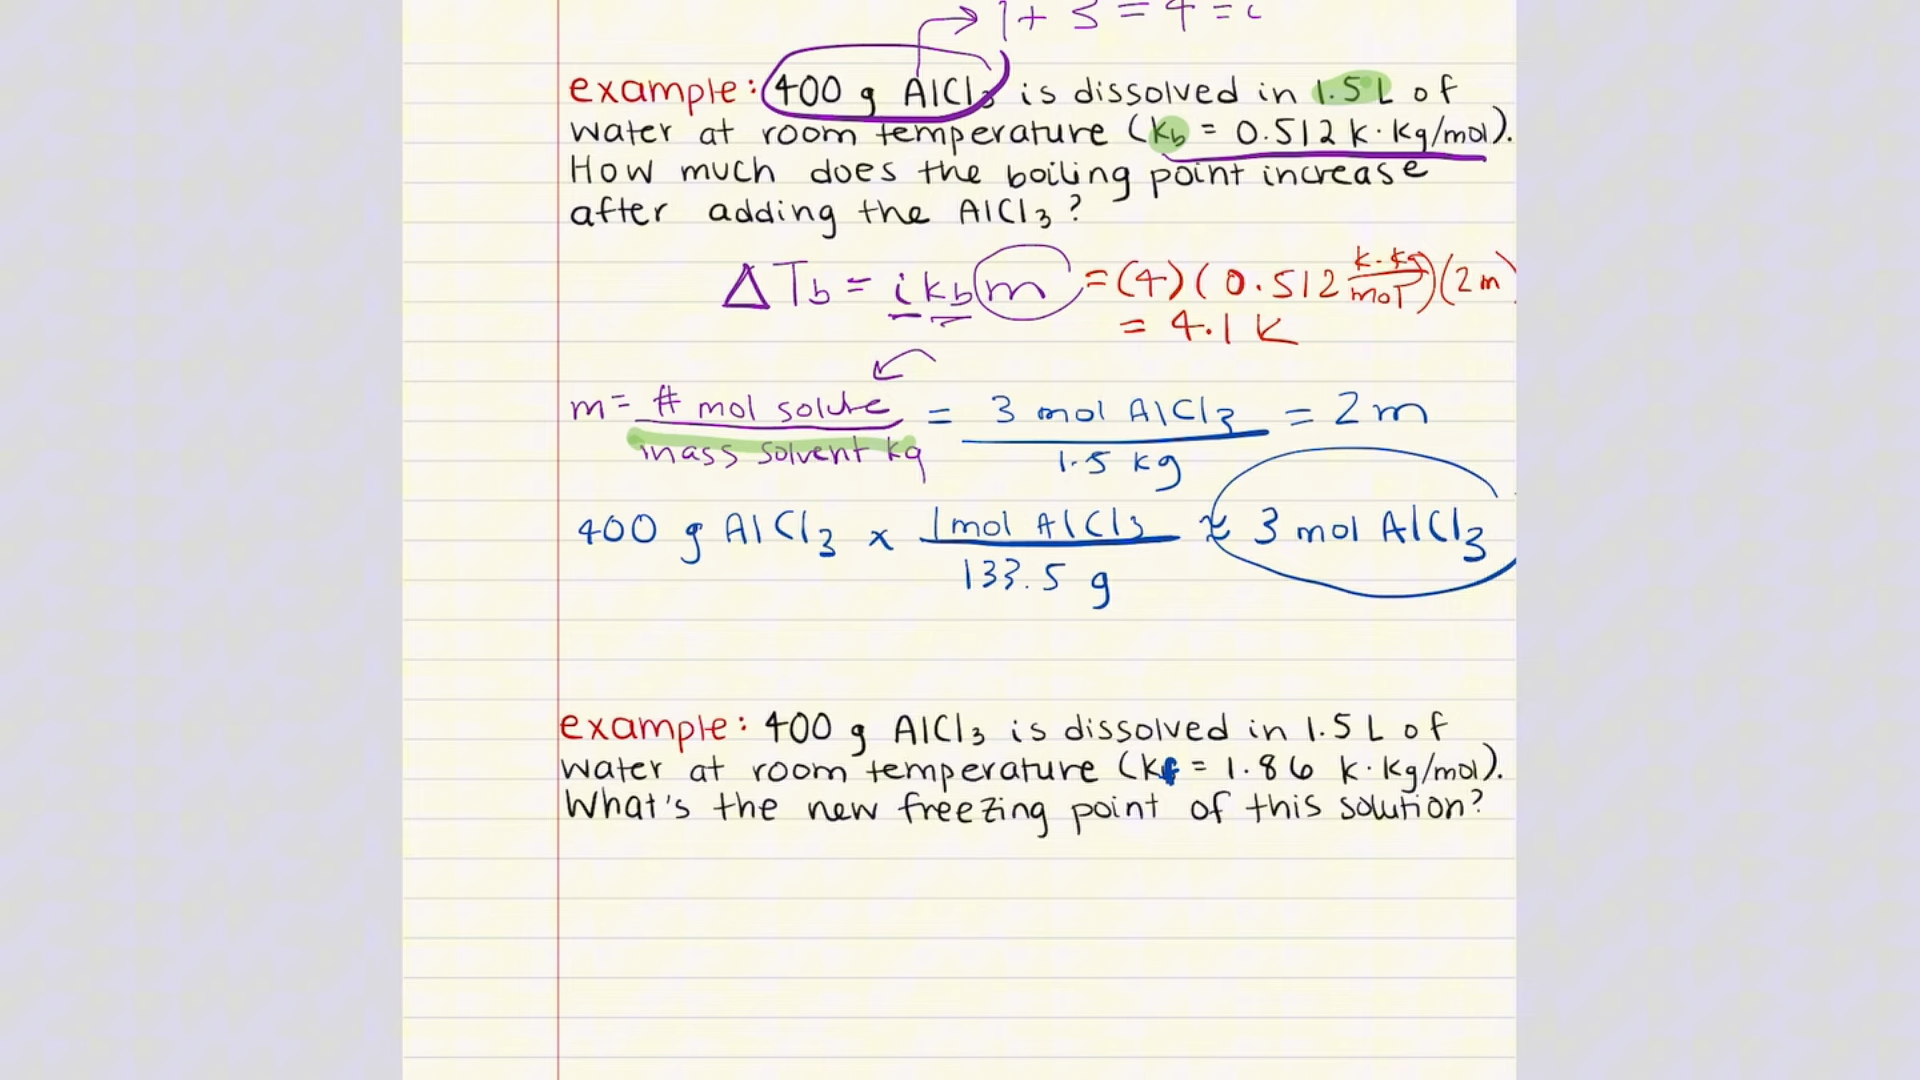 1 + 3 = 4 = i
example: 400 g AlCl3 is dissolved in 1.5 L of
water at room temperature (kb = 0.512 k·kg/mol).
How much does the boiling point increase
after adding the AlCl3?
ΔTb = i kb m = (4)(0.512 k·kg/mol)(2m)
= 4.1 K
m = # mol solute / mass solvent kg = 3 mol AlCl3 / 1.5 kg = 2 m
400 g AlCl3 x 1 mol AlCl3 / 133.5 g ≈ 3 mol AlCl3
example: 400 g AlCl3 is dissolved in 1.5 L of
water at room temperature (kf = 1.86 k·kg/mol).
What's the new freezing point of this solution?